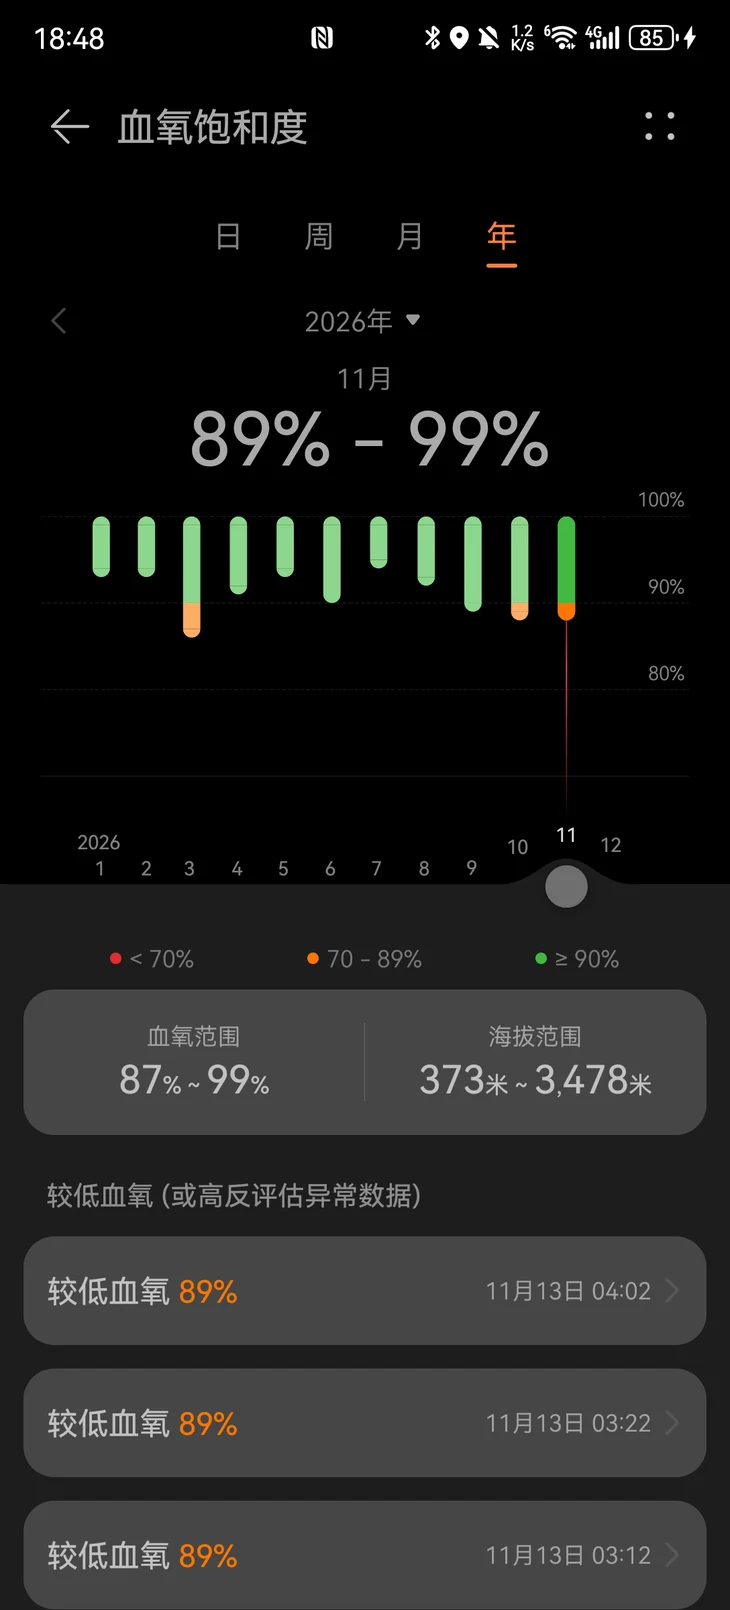 18:48 1.2 K/s 6 4G 85
血氧饱和度
日 周 月 年
2026年
11月
89% - 99%
100%
90%
80%
2026
1 2 3 4 5 6 7 8 9 10 11 12
< 70% 70 - 89% ≥ 90%
血氧范围 海拔范围
87% ~ 99% 373米 ~ 3,478米
较低血氧 (或高反评估异常数据)
较低血氧 89% 11月13日 04:02
较低血氧 89% 11月13日 03:22
较低血氧 89% 11月13日 03:12